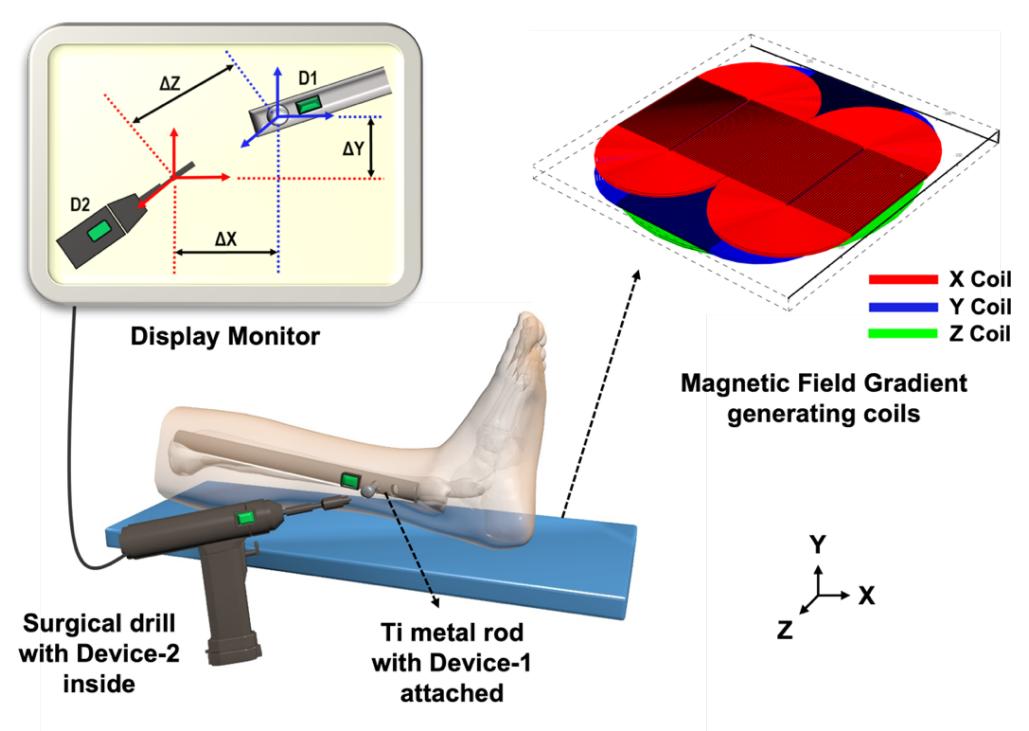 ΔZ
D1
ΔY
D2
ΔX
Display Monitor
X Coil
Y Coil
Z Coil
Magnetic Field Gradient
generating coils
Surgical drill
with Device-2
inside
Ti metal rod
with Device-1
attached
Y
X
Z